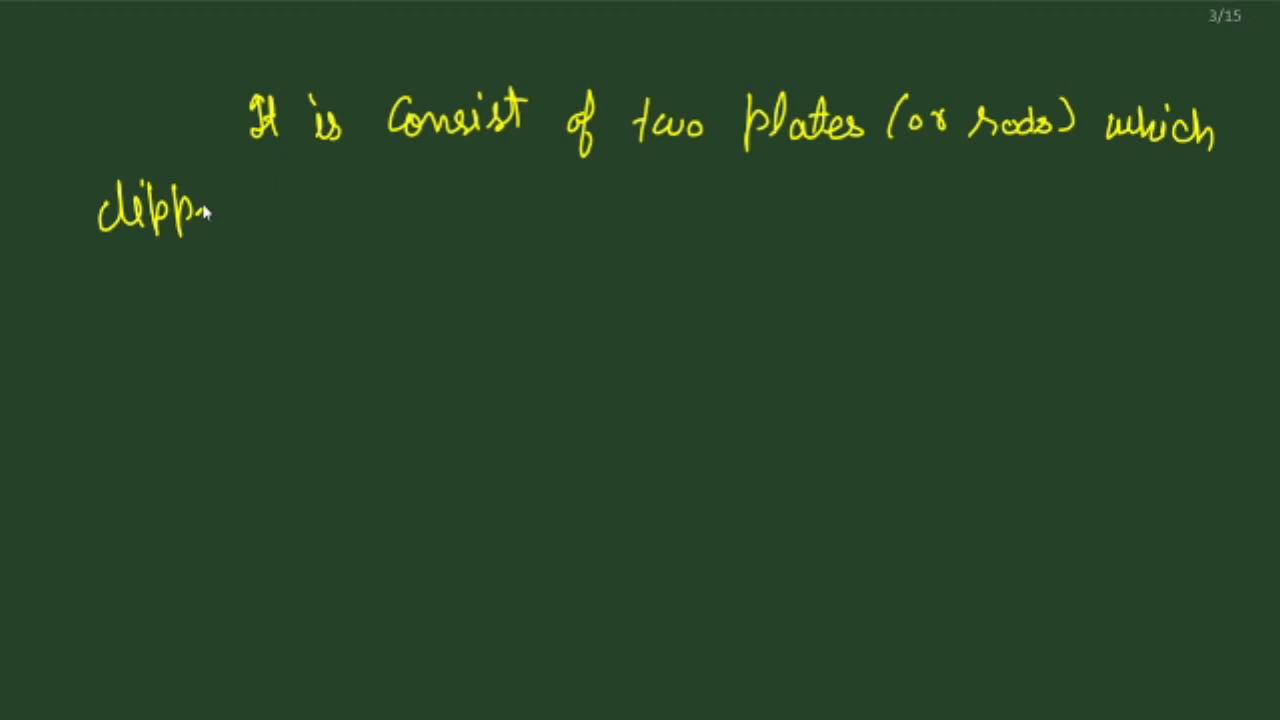 3/15
It is consist of two plates (or rods) which
dipp